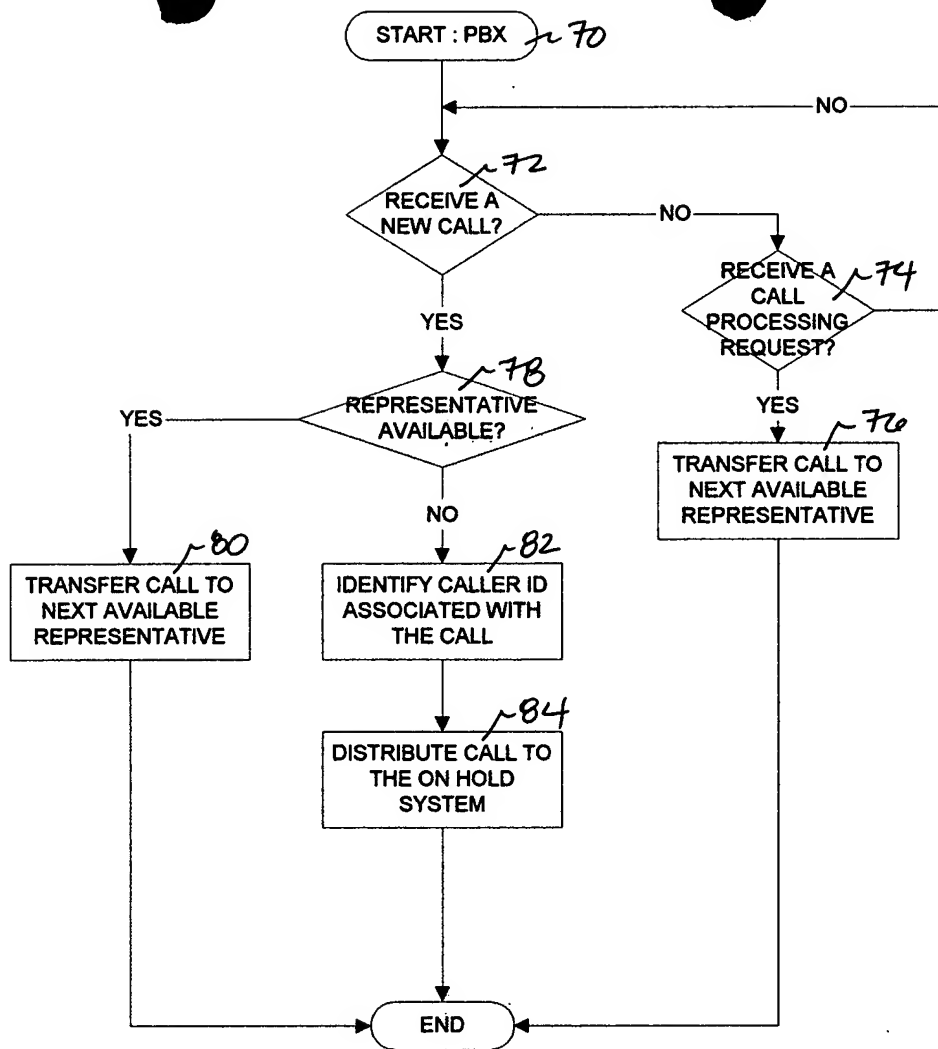 START : PBX
70
NO
72
RECEIVE A
NEW CALL?
NO
RECEIVE A
CALL
PROCESSING
REQUEST?
74
YES
78
REPRESENTATIVE
AVAILABLE?
YES
YES
76
TRANSFER CALL TO
NEXT AVAILABLE
REPRESENTATIVE
NO
80
TRANSFER CALL TO
NEXT AVAILABLE
REPRESENTATIVE
82
IDENTIFY CALLER ID
ASSOCIATED WITH
THE CALL
84
DISTRIBUTE CALL TO
THE ON HOLD
SYSTEM
END